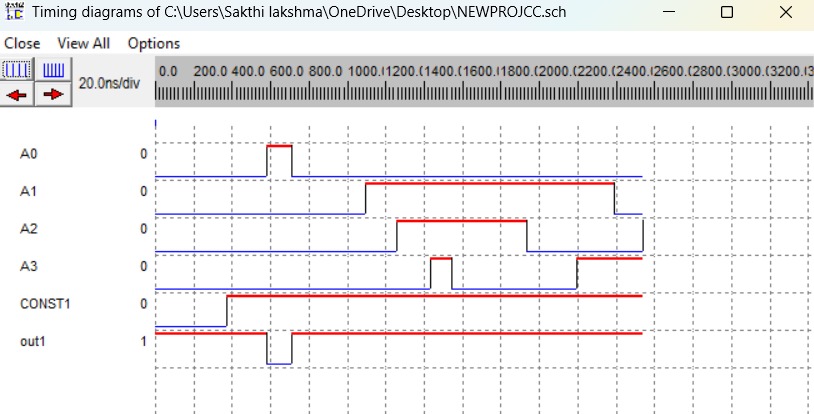 Timing diagrams of C:\Users\Sakthi lakshma\OneDrive\Desktop\NEWPROJCC.sch
Close View All Options
20.0ns/div
0.0 200.0 400.0 600.0 800.0 1000.( 1200.( 1400.( 1600.( 1800.( 2000.( 2200.( 2400.( 2600.( 2800.( 3000.( 3200.( 3
A0 0
A1 0
A2 0
A3 0
CONST1 0
out1 1